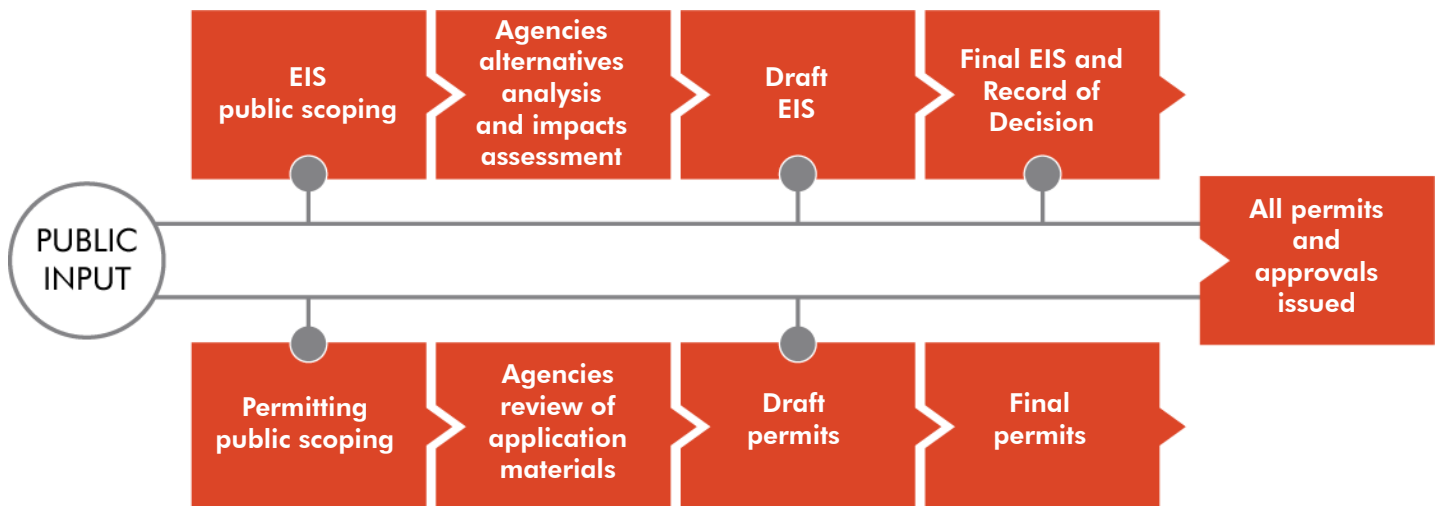 EIS
public scoping
Agencies
alternatives
analysis
and impacts
assessment
Draft
EIS
Final EIS and
Record of
Decision
PUBLIC
INPUT
All permits
and
approvals
issued
Permitting
public scoping
Agencies
review of
application
materials
Draft
permits
Final
permits